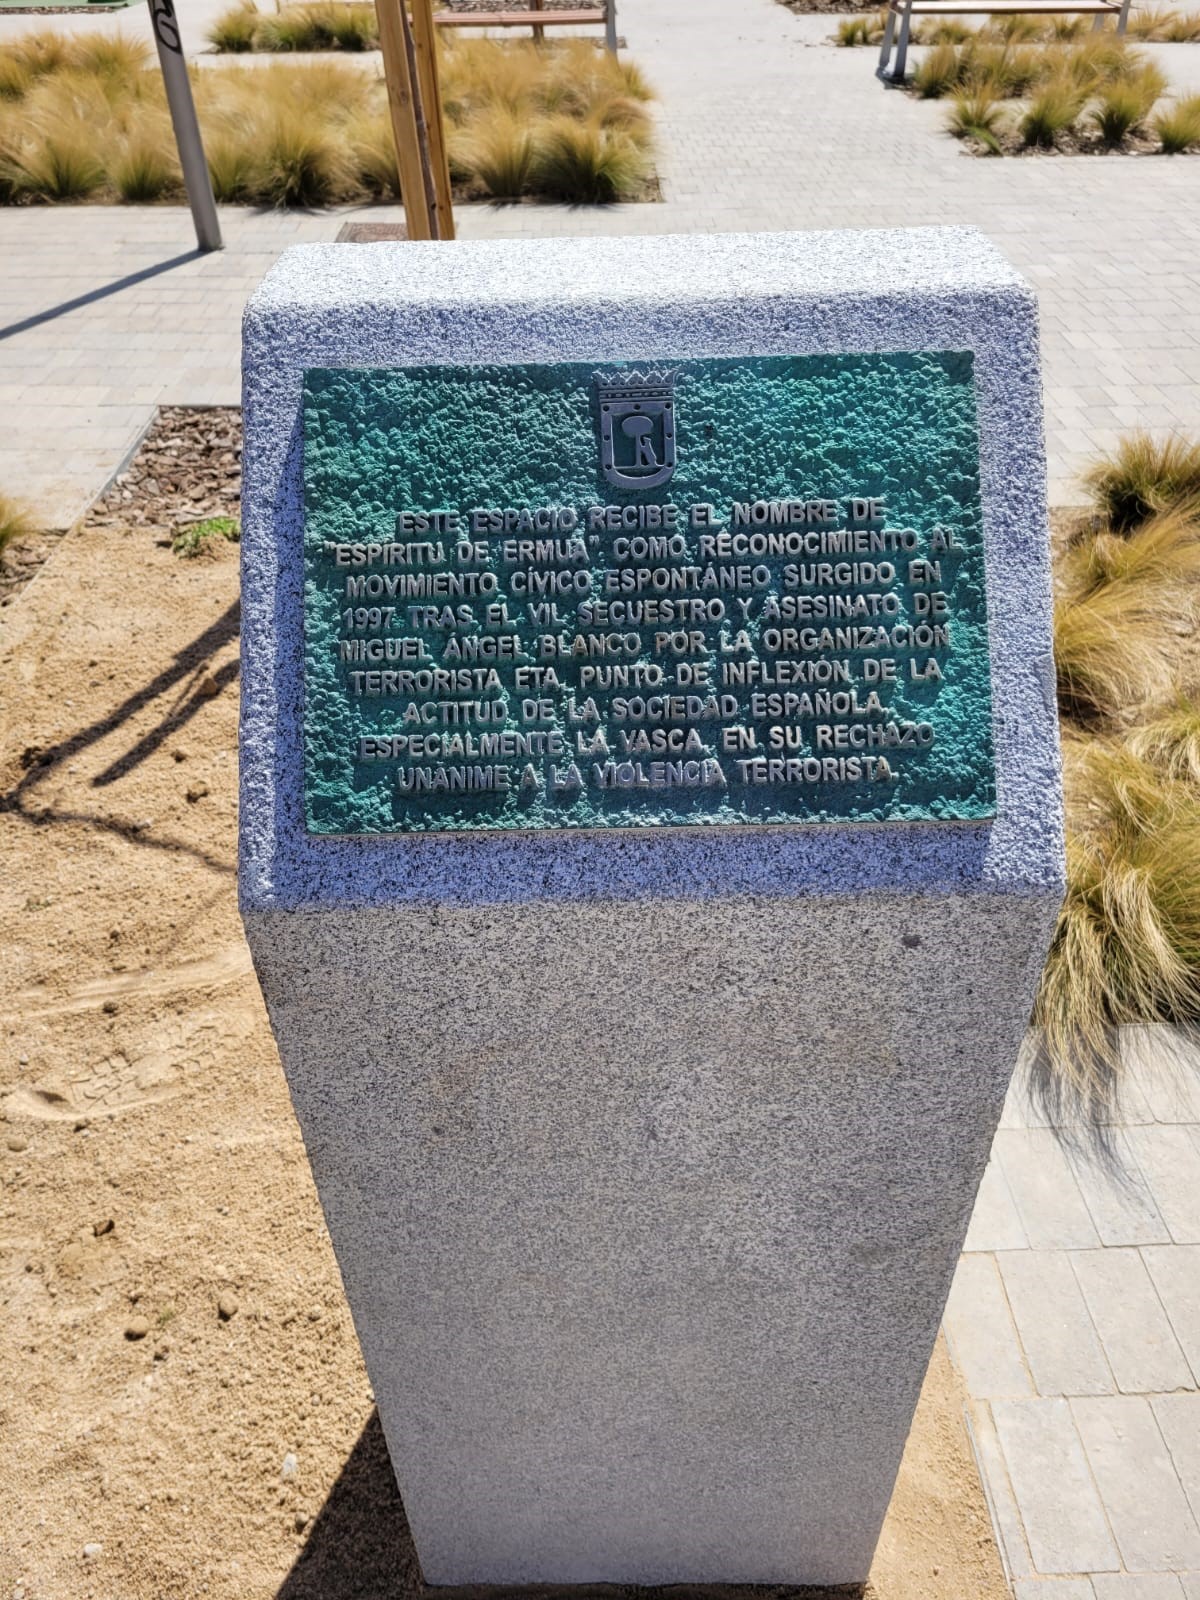 ESTE ESPACIO RECIBE EL NOMBRE DE
"ESPÍRITU DE ERMUA" COMO RECONOCIMIENTO AL
MOVIMIENTO CÍVICO ESPONTÁNEO SURGIDO EN
1997 TRAS EL VIL SECUESTRO Y ASESINATO DE
MIGUEL ÁNGEL BLANCO POR LA ORGANIZACIÓN
TERRORISTA ETA, PUNTO DE INFLEXIÓN DE LA
ACTITUD DE LA SOCIEDAD ESPAÑOLA,
ESPECIALMENTE LA VASCA, EN SU RECHAZO
UNÁNIME A LA VIOLENCIA TERRORISTA.